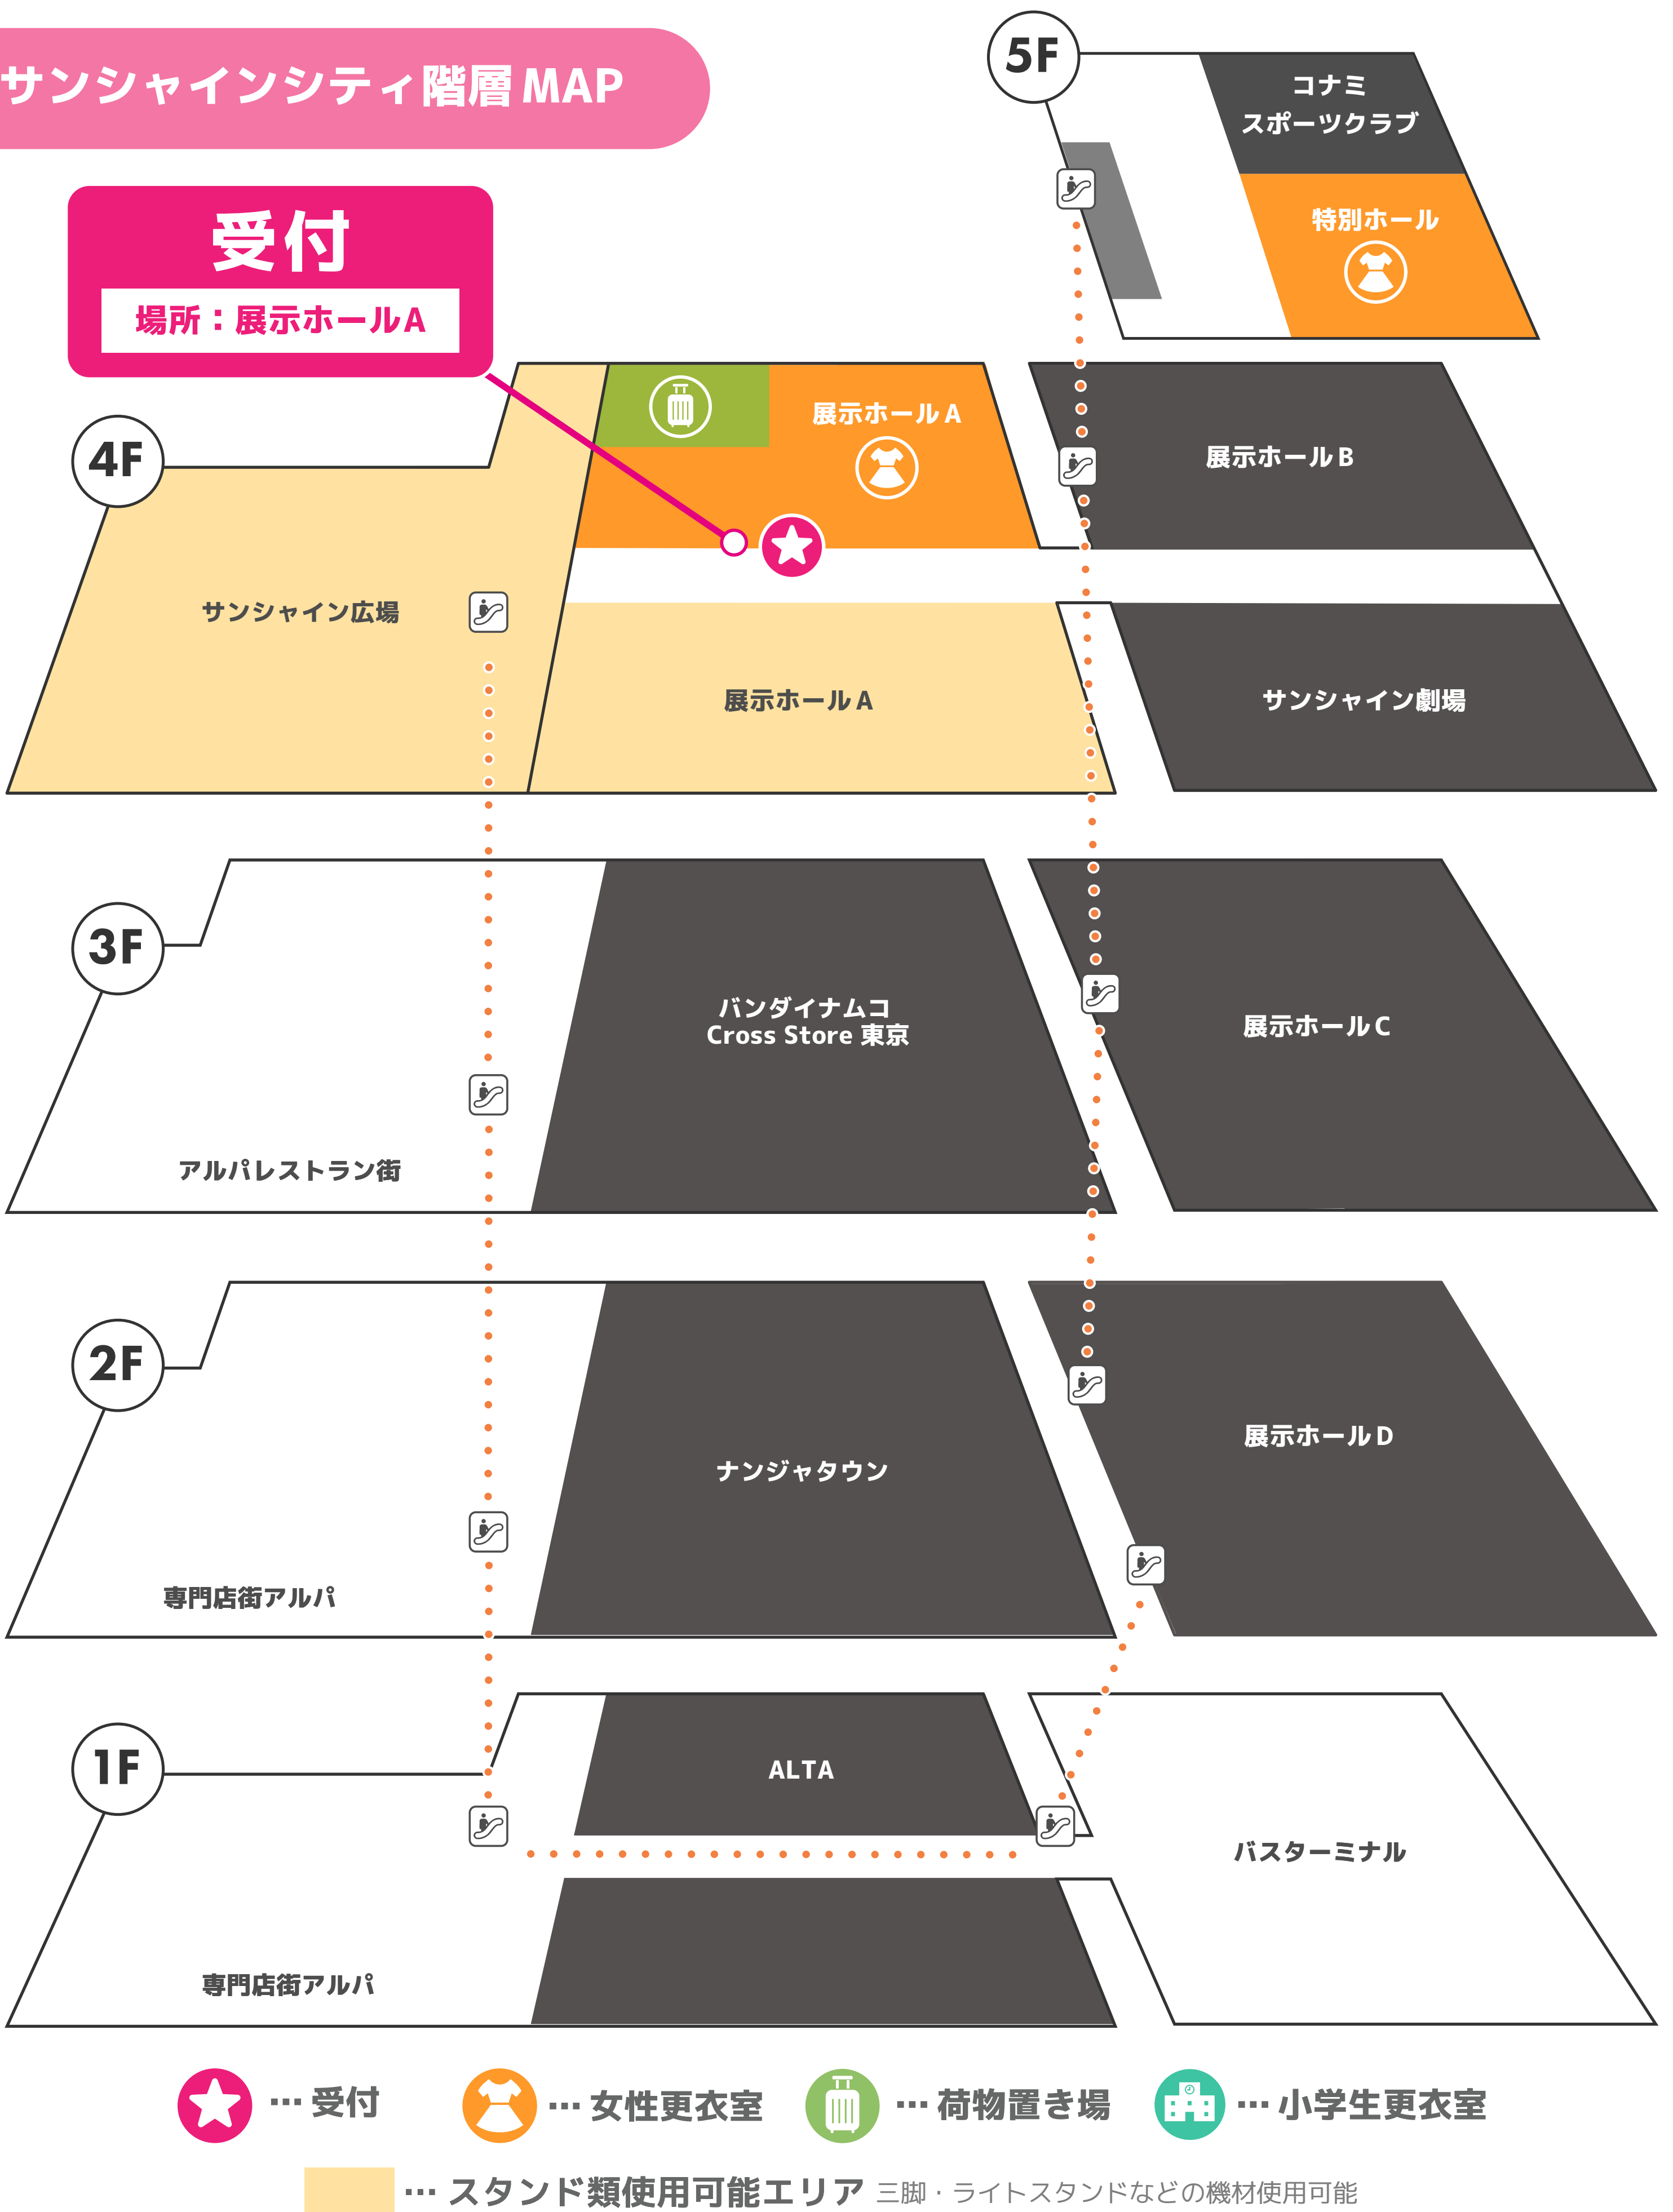 サンシャインシティ階層MAP
受付
場所：展示ホールA
5F
コナミ
スポーツクラブ
特別ホール
4F
展示ホールA
展示ホールB
サンシャイン広場
展示ホールA
サンシャイン劇場
3F
バンダイナムコ
Cross Store 東京
展示ホールC
アルパレストラン街
2F
展示ホールD
ナンジャタウン
専門店街アルパ
1F
ALTA
バスターミナル
専門店街アルパ
…受付
…女性更衣室
…荷物置き場
…小学生更衣室
…スタンド類使用可能エリア 三脚・ライトスタンドなどの機材使用可能